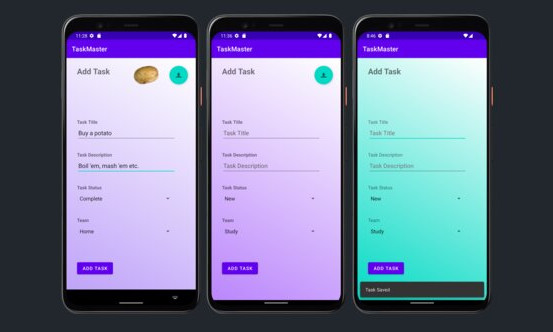 11:28
TaskMaster
Add Task
Task Title
Buy a potato
Task Description
Boil 'em, mash 'em etc.
Task Status
Complete
Team
Home
ADD TASK
11:36
TaskMaster
Add Task
Task Title
Task Title
Task Description
Task Description
Task Status
New
Team
Study
ADD TASK
8:46
TaskMaster
Add Task
Task Title
Task Title
Task Description
Task Description
Task Status
New
Team
Study
ADD TASK
Task Saved